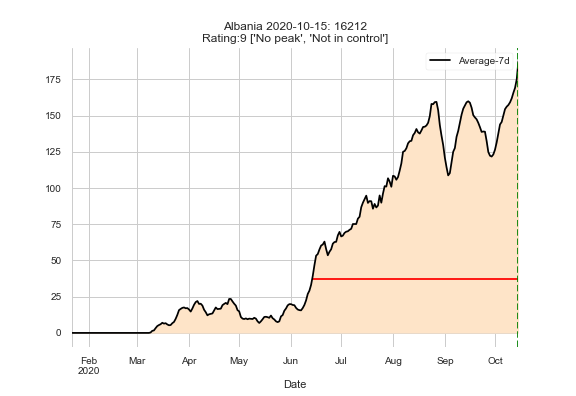 Albania 2020-10-15: 16212
Rating:9 ['No peak', 'Not in control']
Average-7d
175
150
125
100
75
50
25
0
Feb Mar Apr May Jun Jul Aug Sep Oct
2020
Date